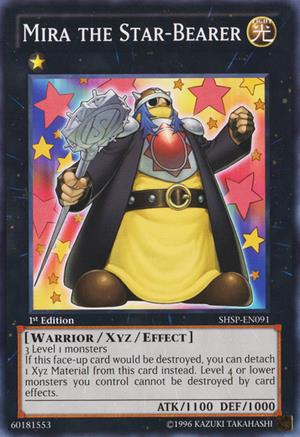 MIRA THE STAR-BEARER
LIGHT
光
SHSP-EN091
1st Edition
[WARRIOR / XYZ / EFFECT]
3 Level 1 monsters
If this face-up card would be destroyed, you can detach
1 Xyz Material from this card instead. Level 4 or lower
monsters you control cannot be destroyed by card
effects.
ATK/1100 DEF/1000
60181553
©1996 KAZUKI TAKAHASHI